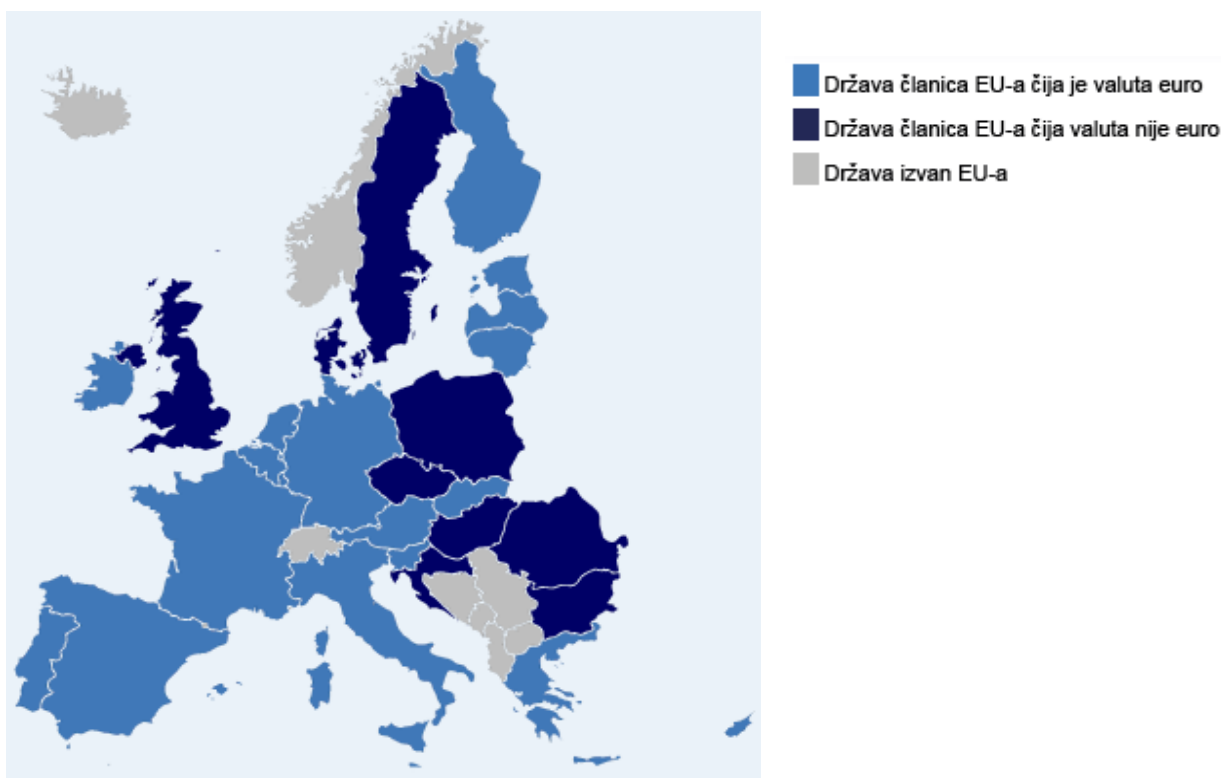 Država članica EU-a čija je valuta euro
Država članica EU-a čija valuta nije euro
Država izvan EU-a